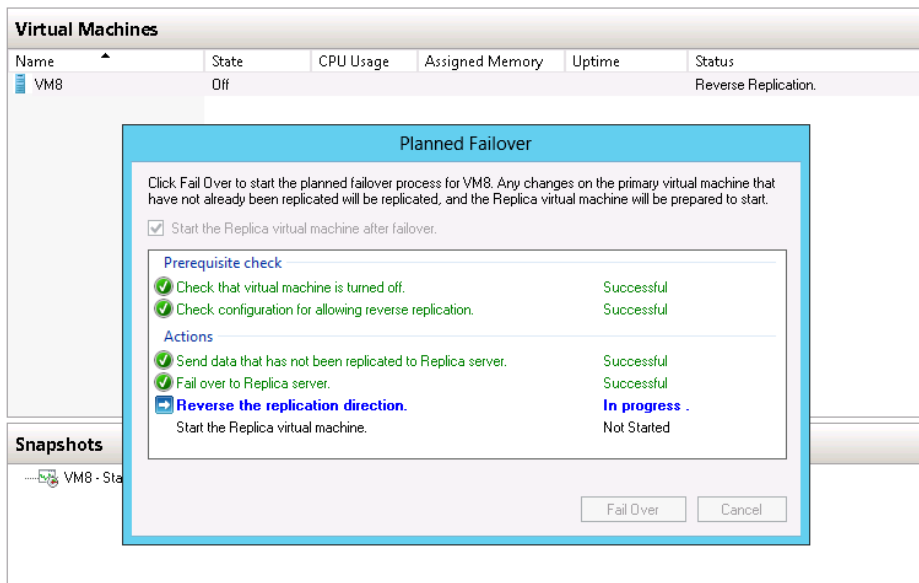 Virtual Machines
Name State CPU Usage Assigned Memory Uptime Status
VM8 Off Reverse Replication.
Planned Failover
Click Fail Over to start the planned failover process for VM8. Any changes on the primary virtual machine that
have not already been replicated will be replicated, and the Replica virtual machine will be prepared to start.
Start the Replica virtual machine after failover.
Prerequisite check
Check that virtual machine is turned off. Successful
Check configuration for allowing reverse replication. Successful
Actions
Send data that has not been replicated to Replica server. Successful
Fail over to Replica server. Successful
Reverse the replication direction. In progress .
Start the Replica virtual machine. Not Started
Snapshots
VM8 - Sta
Fail Over Cancel